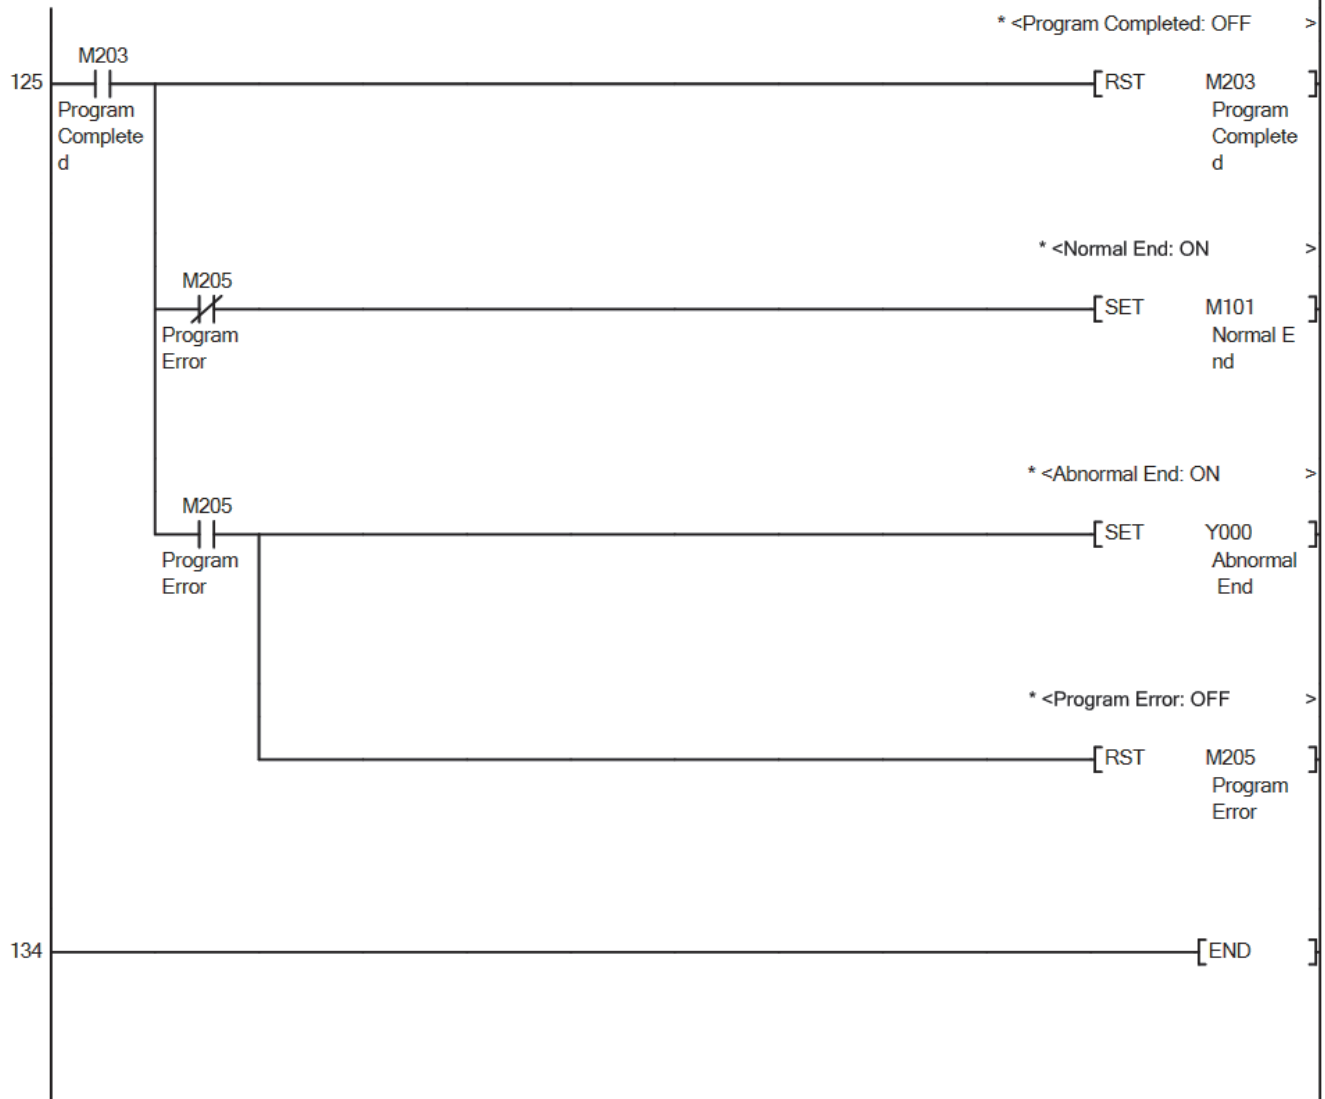 * <Program Completed: OFF >
M203
125 [RST M203 ]
Program Program
Complete Complete
d d
* <Normal End: ON >
M205
[SET M101 ]
Program Normal E
Error nd
* <Abnormal End: ON >
M205
[SET Y000 ]
Program Abnormal
Error End
* <Program Error: OFF >
[RST M205 ]
Program
Error
134 [END ]